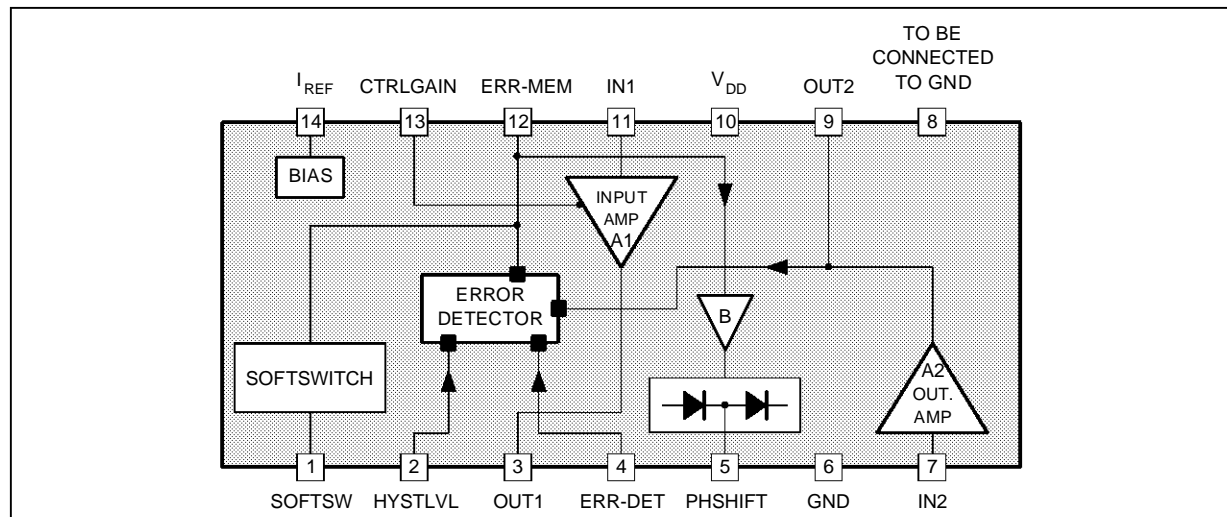 TO BE
CONNECTED
TO GND
I REF
CTRLGAIN
ERR-MEM
IN1
V DD
OUT2
14
13
12
11
10
9
8
BIAS
INPUT
AMP
A1
ERROR
DETECTOR
B
SOFTSWITCH
A2
OUT.
AMP
1
2
3
4
5
6
7
SOFTSW
HYSTLVL
OUT1
ERR-DET
PHSHIFT
GND
IN2